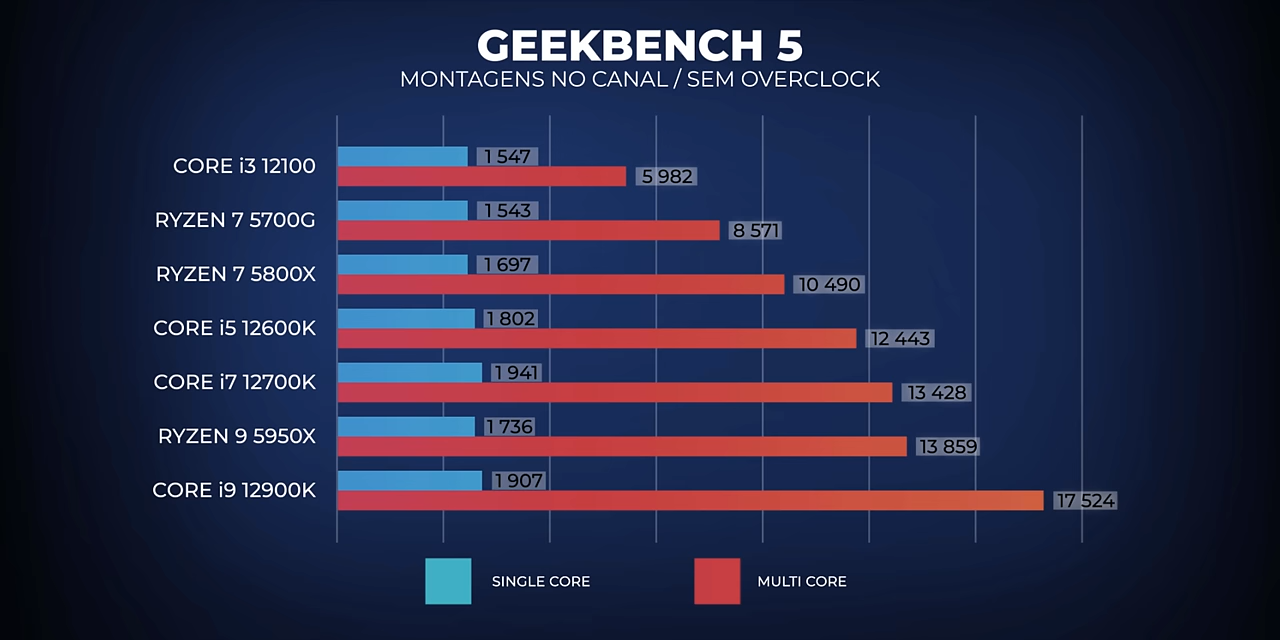 GEEKBENCH 5
MONTAGENS NO CANAL / SEM OVERCLOCK
CORE i3 12100
1 547
5 982
RYZEN 7 5700G
1 543
8 571
RYZEN 7 5800X
1 697
10 490
CORE i5 12600K
1 802
12 443
CORE i7 12700K
1 941
13 428
RYZEN 9 5950X
1 736
13 859
CORE i9 12900K
1 907
17 524
SINGLE CORE
MULTI CORE